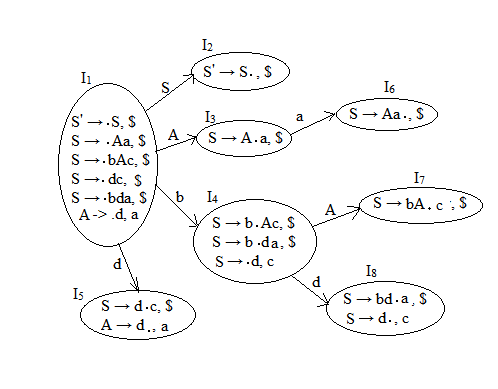 I1
S' → ·S, $
S → ·Aa, $
S → ·bAc, $
S → ·dc, $
S → ·bda, $
A -> .d, a
S
I2
S' → S·, $
A
I3
S → A·a, $
a
I6
S → Aa·, $
b
I4
S → b·Ac, $
S → b·da, $
S → ·d, c
A
I7
S → bA.c, $
d
I8
S → bd·a, $
S → d·, c
d
I5
S → d·c, $
A → d., a